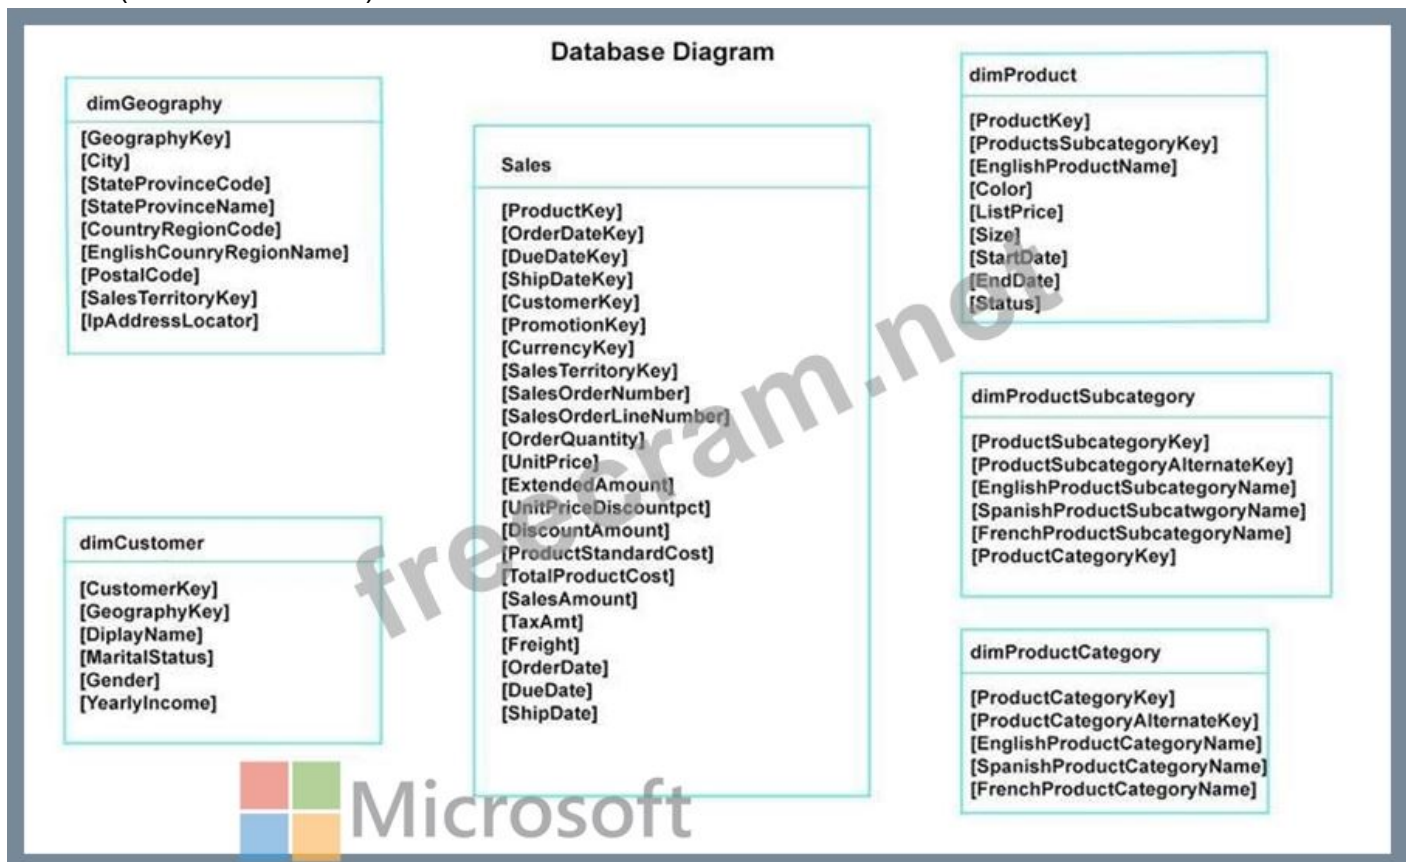 Database Diagram
dimGeography
[GeographyKey]
[City]
[StateProvinceCode]
[StateProvinceName]
[CountryRegionCode]
[EnglishCounryRegionName]
[PostalCode]
[SalesTerritoryKey]
[IpAddressLocator]
dimCustomer
[CustomerKey]
[GeographyKey]
[DiplayName]
[MaritalStatus]
[Gender]
[YearlyIncome]
Sales
[ProductKey]
[OrderDateKey]
[DueDateKey]
[ShipDateKey]
[CustomerKey]
[PromotionKey]
[CurrencyKey]
[SalesTerritoryKey]
[SalesOrderNumber]
[SalesOrderLineNumber]
[OrderQuantity]
[UnitPrice]
[ExtendedAmount]
[UnitPriceDiscountpct]
[DiscountAmount]
[ProductStandardCost]
[TotalProductCost]
[SalesAmount]
[TaxAmt]
[Freight]
[OrderDate]
[DueDate]
[ShipDate]
dimProduct
[ProductKey]
[ProductsSubcategoryKey]
[EnglishProductName]
[Color]
[ListPrice]
[Size]
[StartDate]
[EndDate]
[Status]
dimProductSubcategory
[ProductSubcategoryKey]
[ProductSubcategoryAlternateKey]
[EnglishProductSubcategoryName]
[SpanishProductSubcatwgoryName]
[FrenchProductSubcategoryName]
[ProductCategoryKey]
dimProductCategory
[ProductCategoryKey]
[ProductCategoryAlternateKey]
[EnglishProductCategoryName]
[SpanishProductCategoryName]
[FrenchProductCategoryName]
freecram.net
Microsoft